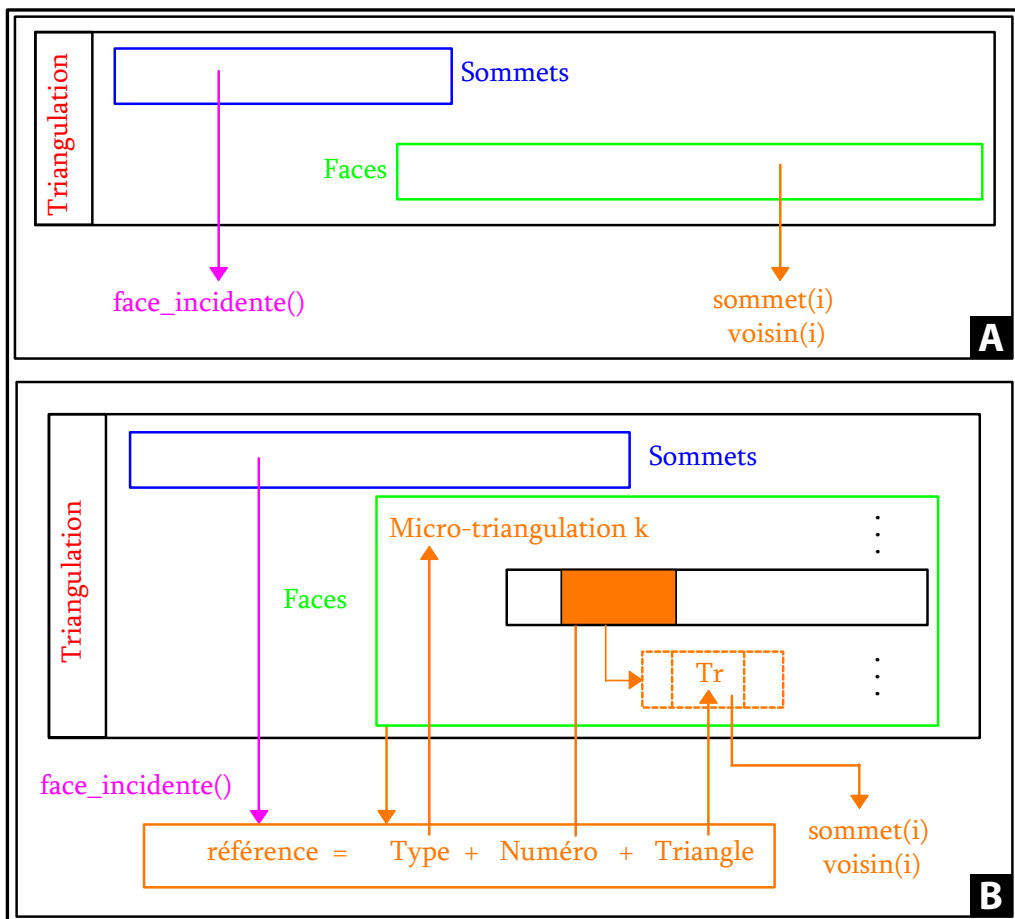 Triangulation
Sommets
Faces
face_incidente()
sommet(i)
voisin(i)
A
Triangulation
Sommets
Micro-triangulation k
Faces
Tr
face_incidente()
référence = Type + Numéro + Triangle
sommet(i)
voisin(i)
B